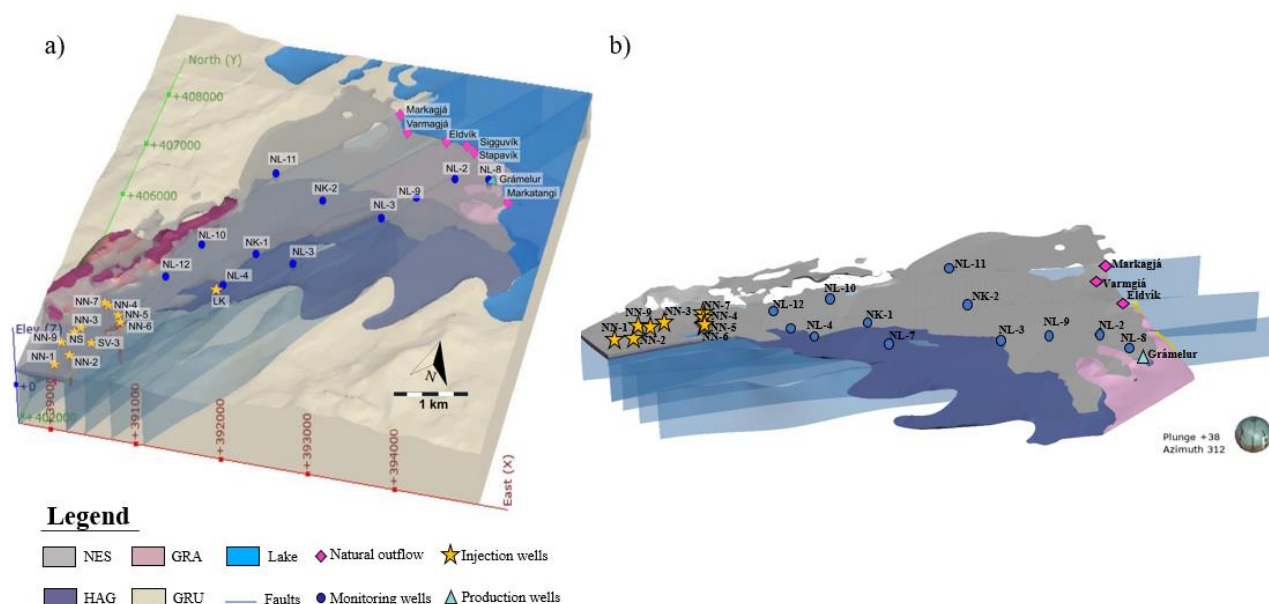 a)
North (Y)
+408000
+407000
+406000
Markagjá
Varmagjá
Eldvík
Sigguvík
Stapavík
NL-2
NL-8
Grámelur
Markatangi
NL-11
NK-2
NL-9
NL-3
NL-10
NK-1
NL-3
NL-12
NL-4
LK
NN-7
NN-4
NN-5
NN-6
NN-3
Elev (Z)
NN-9
NS
SV-3
NN-1
NN-2
+0
+402000
+389000
+391000
+392000
+393000
+394000
East (X)
N
1 km
b)
Markagjá
Varmgiá
Eldvík
NL-11
NL-10
NK-2
NL-12
NN-7
NN-9
NN-3
NN-4
NN-1
NN-5
NN-2
NN-6
NL-4
NK-1
NL-7
NL-3
NL-9
NL-2
NL-8
Grámelur
Plunge +38
Azimuth 312
Legend
NES
GRA
Lake
Natural outflow
Injection wells
HAG
GRU
Faults
Monitoring wells
Production wells